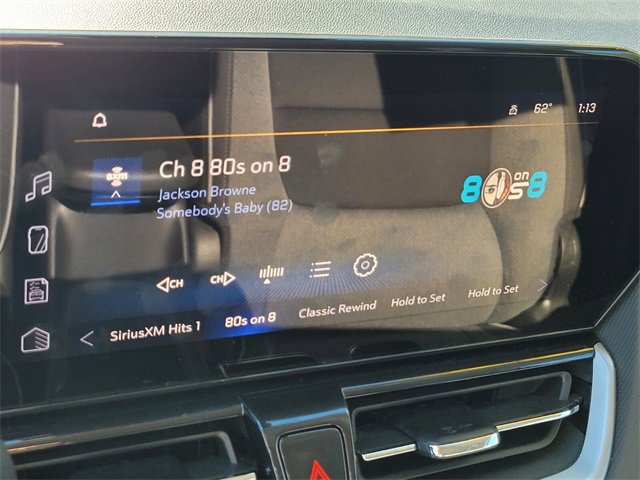 62° 1:13
SXM
Ch 8 80s on 8
Jackson Browne
Somebody's Baby (82)
80s on 8
CH CH
SiriusXM Hits 1 80s on 8 Classic Rewind Hold to Set Hold to Set